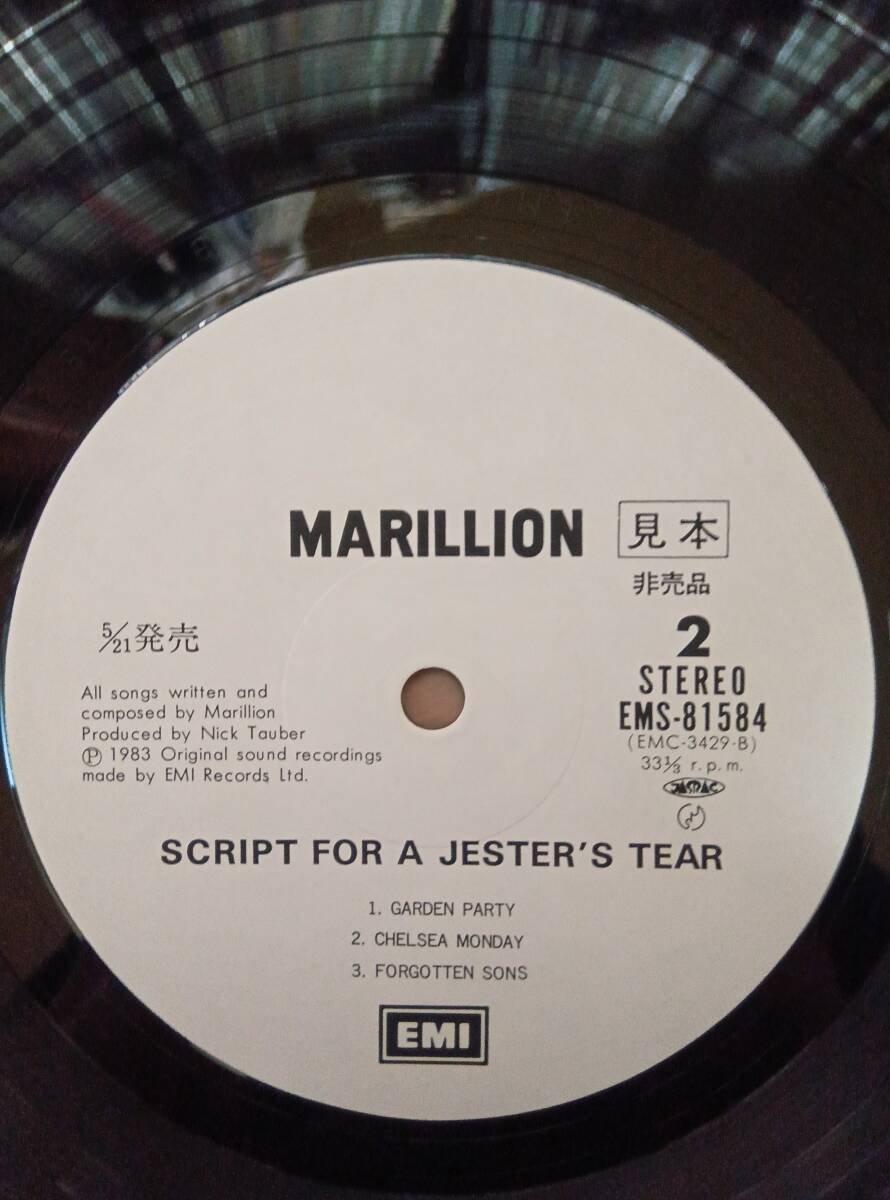 MARILLION
見本
非売品
5/21発売
2
STEREO
EMS-81584
(EMC-3429-B)
33⅓ r.p.m.
JASRAC
All songs written and
composed by Marillion
Produced by Nick Tauber
Ⓟ 1983 Original sound recordings
made by EMI Records Ltd.
SCRIPT FOR A JESTER'S TEAR
1. GARDEN PARTY
2. CHELSEA MONDAY
3. FORGOTTEN SONS
EMI